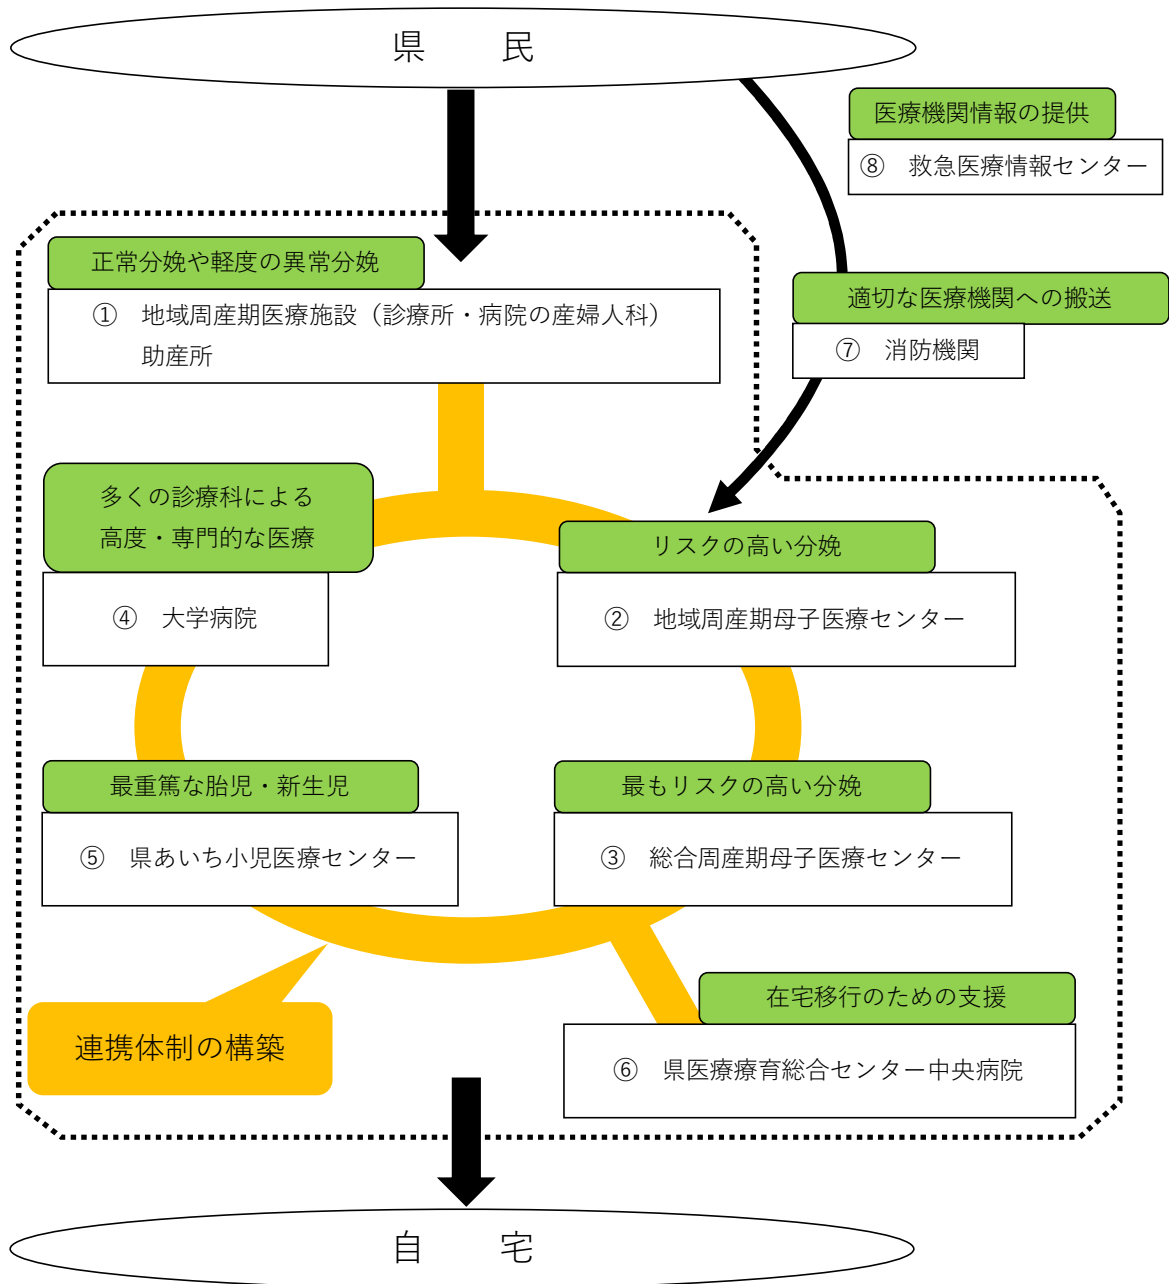 県　　民
医療機関情報の提供
⑧　救急医療情報センター
正常分娩や軽度の異常分娩
①　地域周産期医療施設（診療所・病院の産婦人科）
助産所
適切な医療機関への搬送
⑦　消防機関
多くの診療科による
高度・専門的な医療
④　大学病院
リスクの高い分娩
②　地域周産期母子医療センター
最重篤な胎児・新生児
⑤　県あいち小児医療センター
最もリスクの高い分娩
③　総合周産期母子医療センター
連携体制の構築
在宅移行のための支援
⑥　県医療療育総合センター中央病院
自　　宅